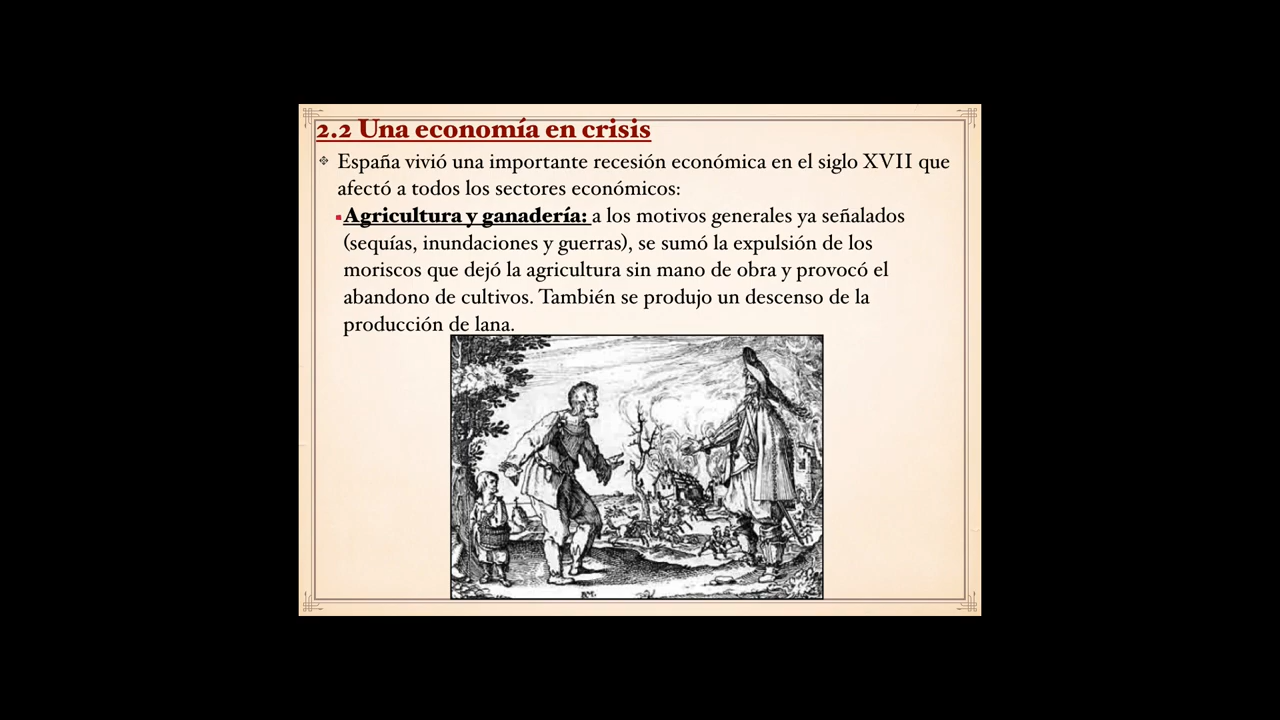 2.2 Una economía en crisis
España vivió una importante recesión económica en el siglo XVII que
afectó a todos los sectores económicos:
Agricultura y ganadería: a los motivos generales ya señalados
(sequías, inundaciones y guerras), se sumó la expulsión de los
moriscos que dejó la agricultura sin mano de obra y provocó el
abandono de cultivos. También se produjo un descenso de la
producción de lana.